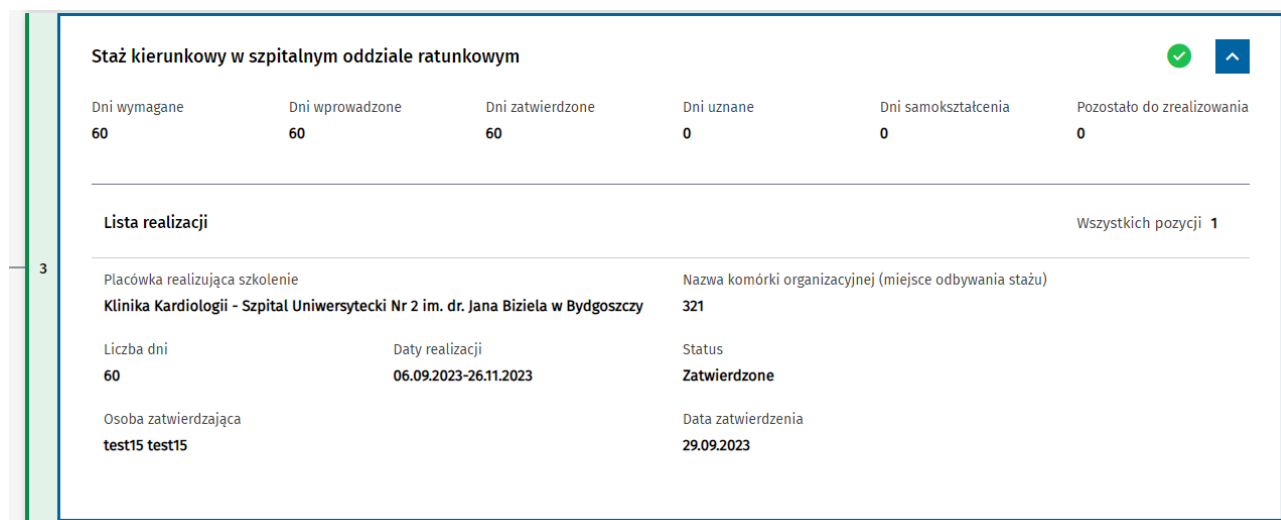 Staż kierunkowy w szpitalnym oddziale ratunkowym
Dni wymagane Dni wprowadzone Dni zatwierdzone Dni uznane Dni samokształcenia Pozostało do zrealizowania
60 60 60 0 0 0
Lista realizacji Wszystkich pozycji 1
3
Placówka realizująca szkolenie Nazwa komórki organizacyjnej (miejsce odbywania stażu)
Klinika Kardiologii - Szpital Uniwersytecki Nr 2 im. dr. Jana Biziela w Bydgoszczy 321
Liczba dni Daty realizacji Status
60 06.09.2023-26.11.2023 Zatwierdzone
Osoba zatwierdzająca Data zatwierdzenia
test15 test15 29.09.2023